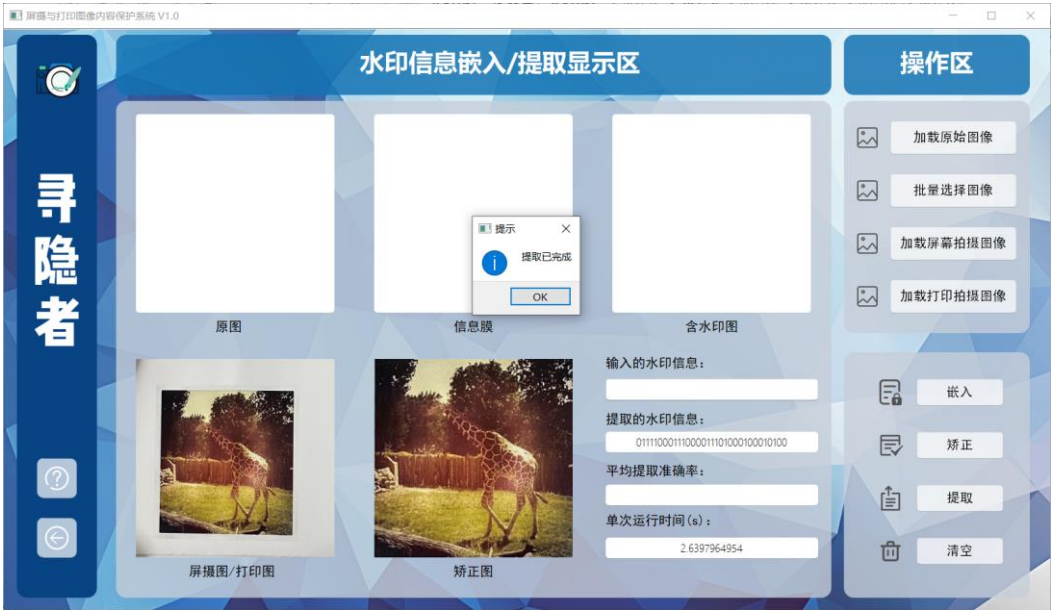 屏摄与打印图像内容保护系统 V1.0
寻隐者
水印信息嵌入/提取显示区
操作区
加载原始图像
批量选择图像
加载屏幕拍摄图像
加载打印拍摄图像
提示
提取已完成
OK
原图
信息膜
含水印图
输入的水印信息:
提取的水印信息:
平均提取准确率:
单次运行时间(s):
2.6397964954
屏摄图/打印图
矫正图
嵌入
矫正
提取
清空